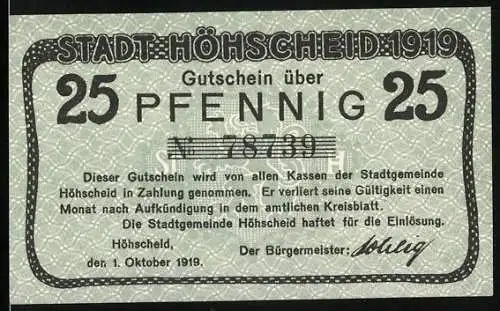 STADT HÖHSCHEID 1919
Gutschein über
25 PFENNIG 25
No 78739
Dieser Gutschein wird von allen Kassen der Stadtgemeinde
Höhscheid in Zahlung genommen. Er verliert seine Gültigkeit einen
Monat nach Aufkündigung in dem amtlichen Kreisblatt.
Die Stadtgemeinde Höhscheid haftet für die Einlösung.
Höhscheid,
den 1. Oktober 1919.
Der Bürgermeister: